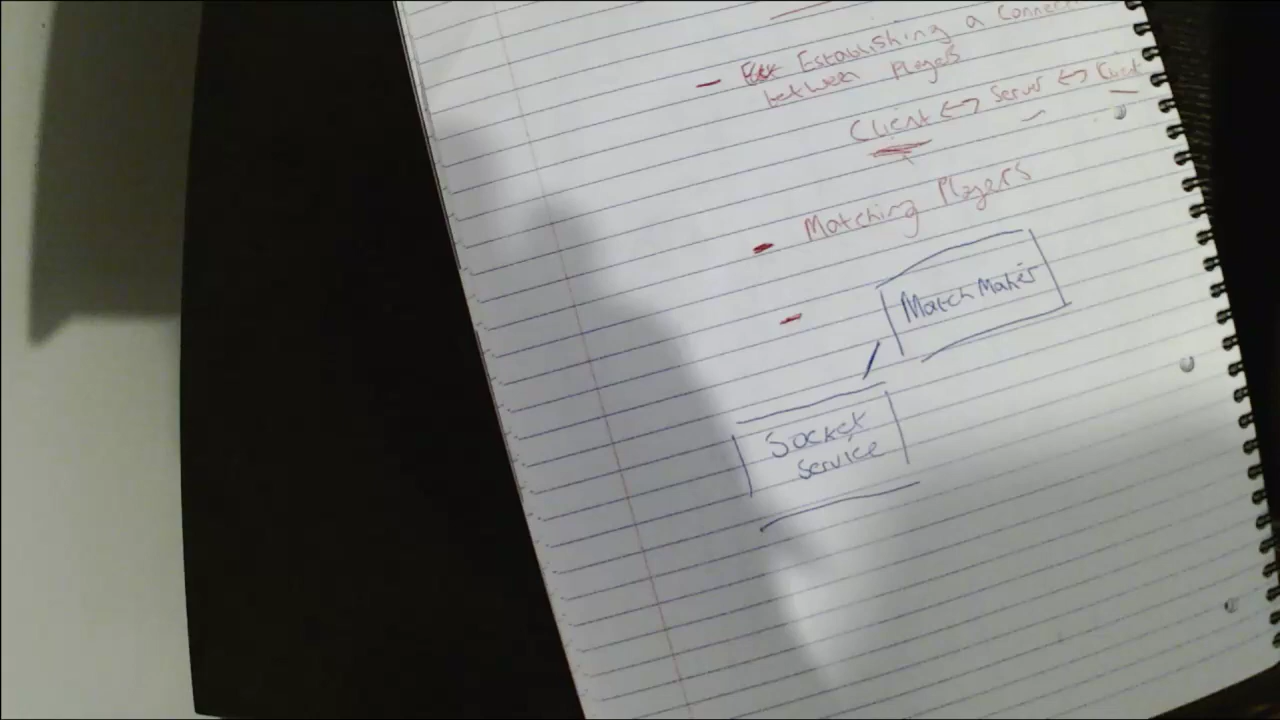 - Establishing a
between Players
Client <-> Server <-> Client
- Matching Players
-
Match Maker
Socket
Service